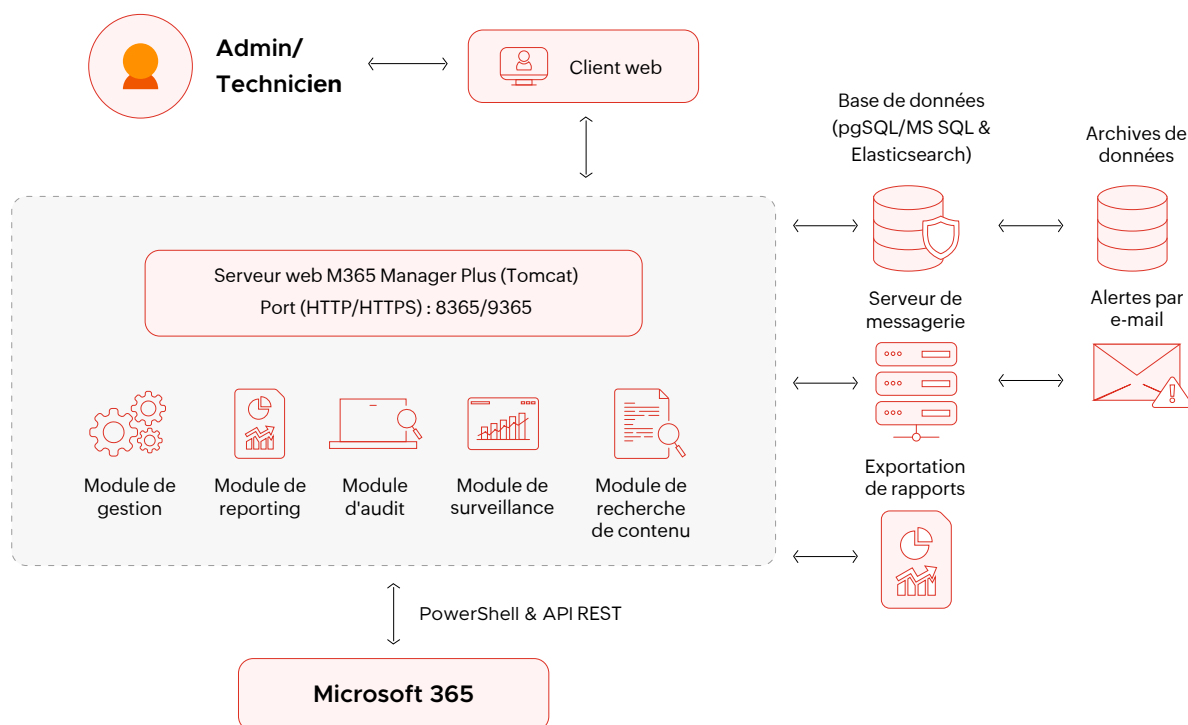 Admin/
Technicien
Client web
Base de données
(pgSQL/MS SQL &
Elasticsearch)
Archives de
données
Serveur web M365 Manager Plus (Tomcat)
Port (HTTP/HTTPS) : 8365/9365
Serveur de
messagerie
Alertes par
e-mail
Module de
gestion
Module de
reporting
Module
d'audit
Module de
surveillance
Module de
recherche
de contenu
Exportation
de rapports
PowerShell & API REST
Microsoft 365